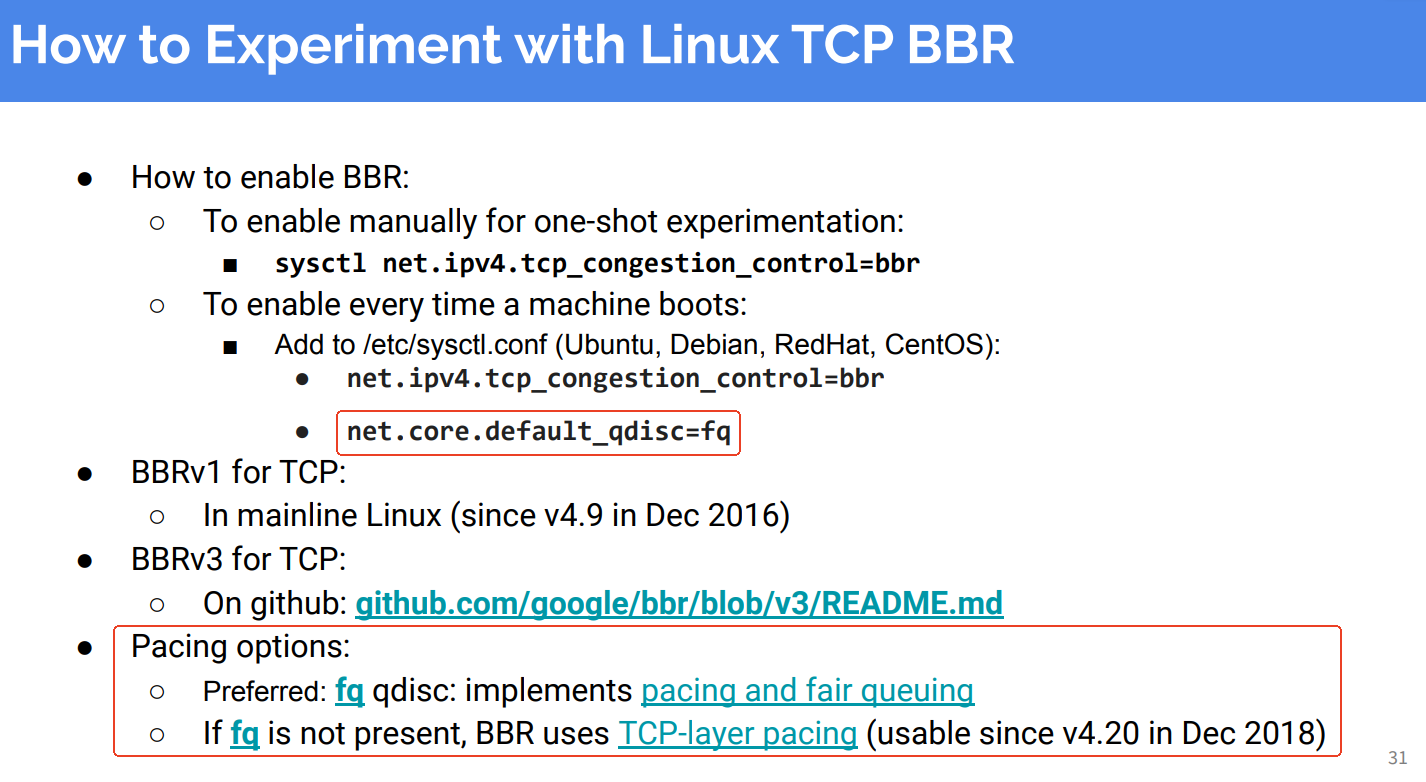 How to Experiment with Linux TCP BBR
● How to enable BBR:
○ To enable manually for one-shot experimentation:
■ sysctl net.ipv4.tcp_congestion_control=bbr
○ To enable every time a machine boots:
■ Add to /etc/sysctl.conf (Ubuntu, Debian, RedHat, CentOS):
● net.ipv4.tcp_congestion_control=bbr
● net.core.default_qdisc=fq
● BBRv1 for TCP:
○ In mainline Linux (since v4.9 in Dec 2016)
● BBRv3 for TCP:
○ On github: github.com/google/bbr/blob/v3/README.md
● Pacing options:
○ Preferred: fq qdisc: implements pacing and fair queuing
○ If fq is not present, BBR uses TCP-layer pacing (usable since v4.20 in Dec 2018)
31